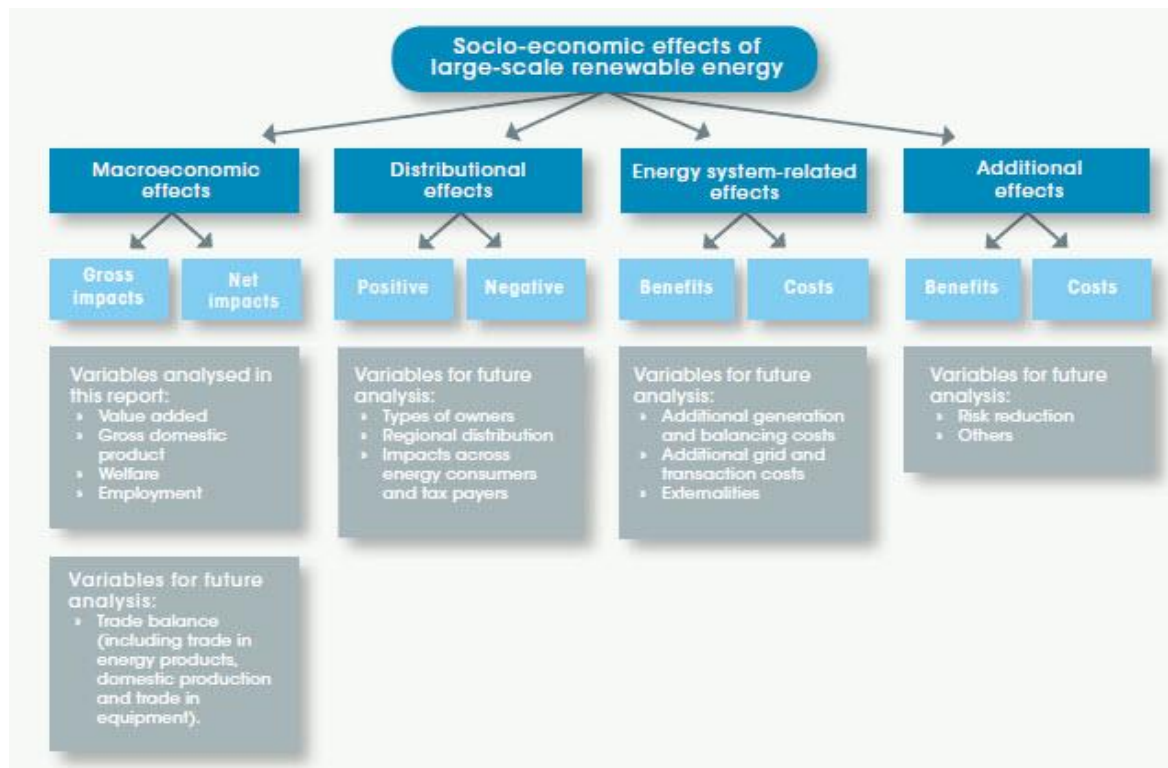 Socio-economic effects of
large-scale renewable energy
Macroeconomic
effects
Distributional
effects
Energy system-related
effects
Additional
effects
Gross
impacts
Net
impacts
Positive
Negative
Benefits
Costs
Benefits
Costs
Variables analysed in
this report:
» Value added
» Gross domestic
product
» Welfare
» Employment
Variables for future
analysis:
» Trade balance
(including trade in
energy products,
domestic production
and trade in
equipment).
Variables for future
analysis:
» Types of owners
» Regional distribution
» Impacts across
energy consumers
and tax payers
Variables for future
analysis:
» Additional generation
and balancing costs
» Additional grid and
transaction costs
» Externalities
Variables for future
analysis:
» Risk reduction
» Others